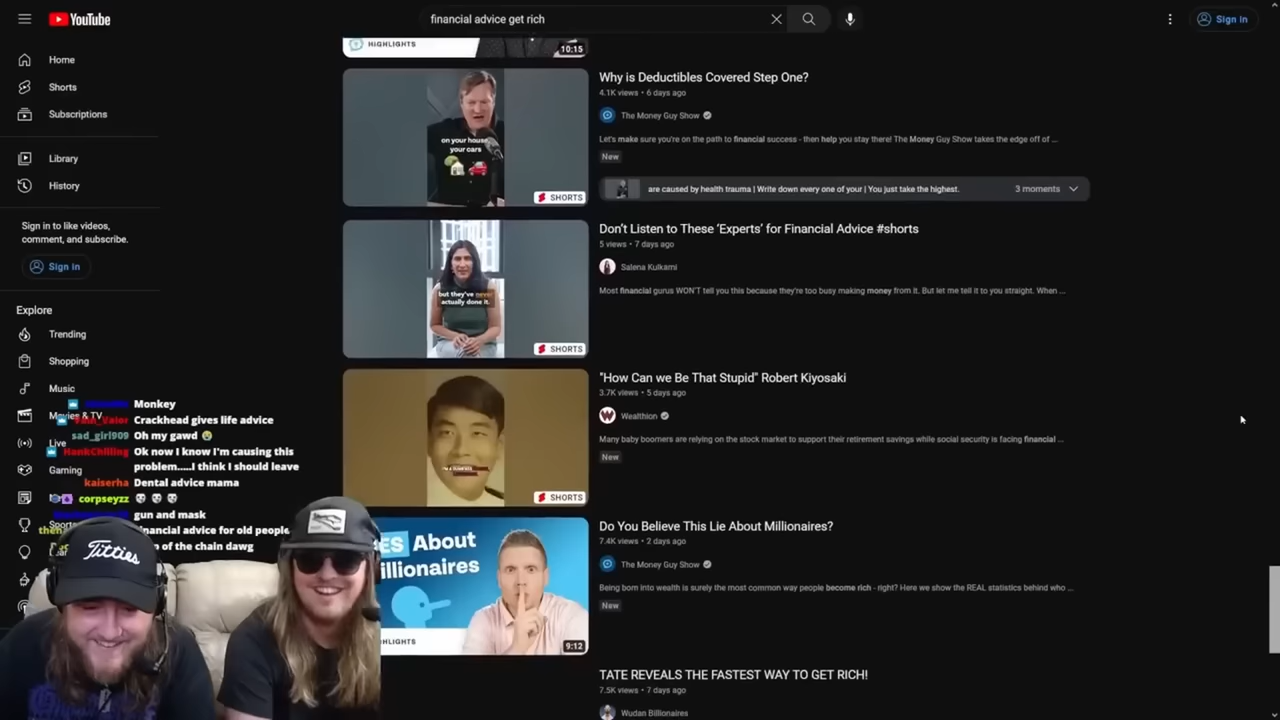 YouTube
financial advice get rich
Sign in
Home
Shorts
Subscriptions
Library
History
Sign in to like videos,
comment, and subscribe.
Sign in
Explore
Trending
Shopping
Music
Movies & TV
Live
Gaming
HIGHLIGHTS
10:15
on your house,
your cars
SHORTS
Why is Deductibles Covered Step One?
4.1K views • 6 days ago
The Money Guy Show
Let's make sure you're on the path to financial success - then help you stay there! The Money Guy Show takes the edge off of ...
New
are caused by health trauma | Write down every one of your | You just take the highest.
3 moments
but they've never
actually done it.
SHORTS
Don't Listen to These 'Experts' for Financial Advice #shorts
5 views • 7 days ago
Salena Kulkarni
Most financial gurus WON'T tell you this because they're too busy making money from it. But let me tell it to you straight. When ...
SHORTS
"How Can we Be That Stupid" Robert Kiyosaki
3.7K views • 5 days ago
Wealthion
Many baby boomers are relying on the stock market to support their retirement savings while social security is facing financial ...
New
ES About
illionaires
HLIGHTS
9:12
Do You Believe This Lie About Millionaires?
7.4K views • 2 days ago
The Money Guy Show
Being born into wealth is surely the most common way people become rich - right? Here we show the REAL statistics behind who ...
New
TATE REVEALS THE FASTEST WAY TO GET RICH!
7.5K views • 7 days ago
Wudan Billionaires
Monkey
Crackhead gives life advice
sad_girl909 Oh my gawd
HankChilling Ok now I know I'm causing this
problem.....I think I should leave
kaiserha Dental advice mama
corpseyzz
gun and mask
financial advice for old people
of the chain dawg
Titties